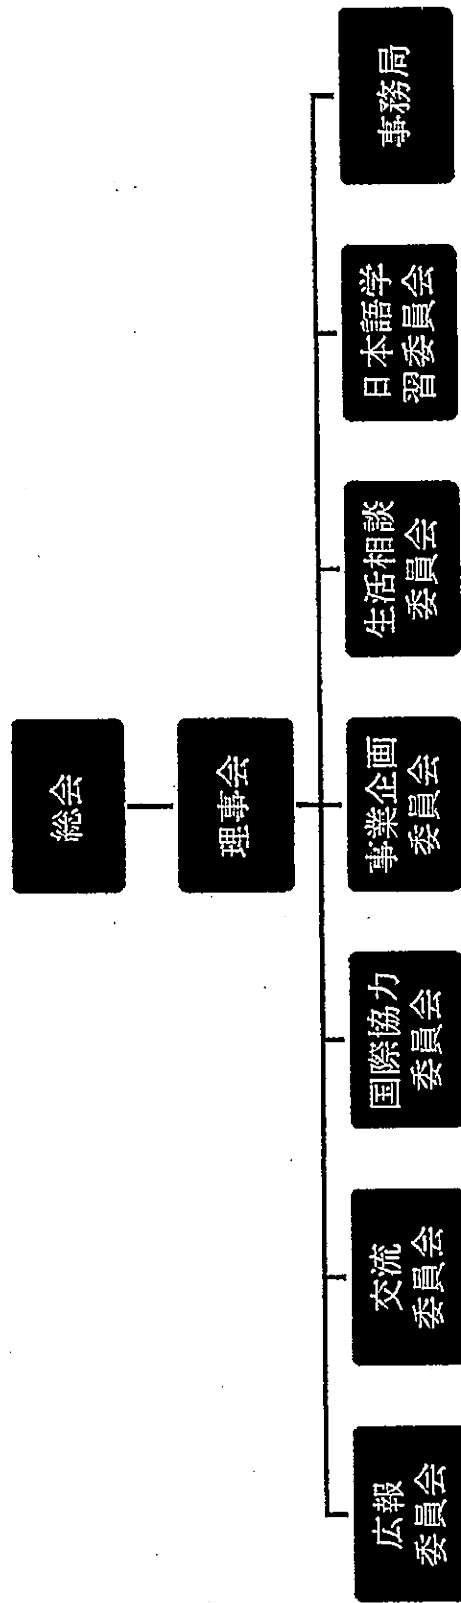 総会
理事会
広報
委員会
交流
委員会
国際協力
委員会
事業企画
委員会
生活相談
委員会
日本語学
習委員会
事務局